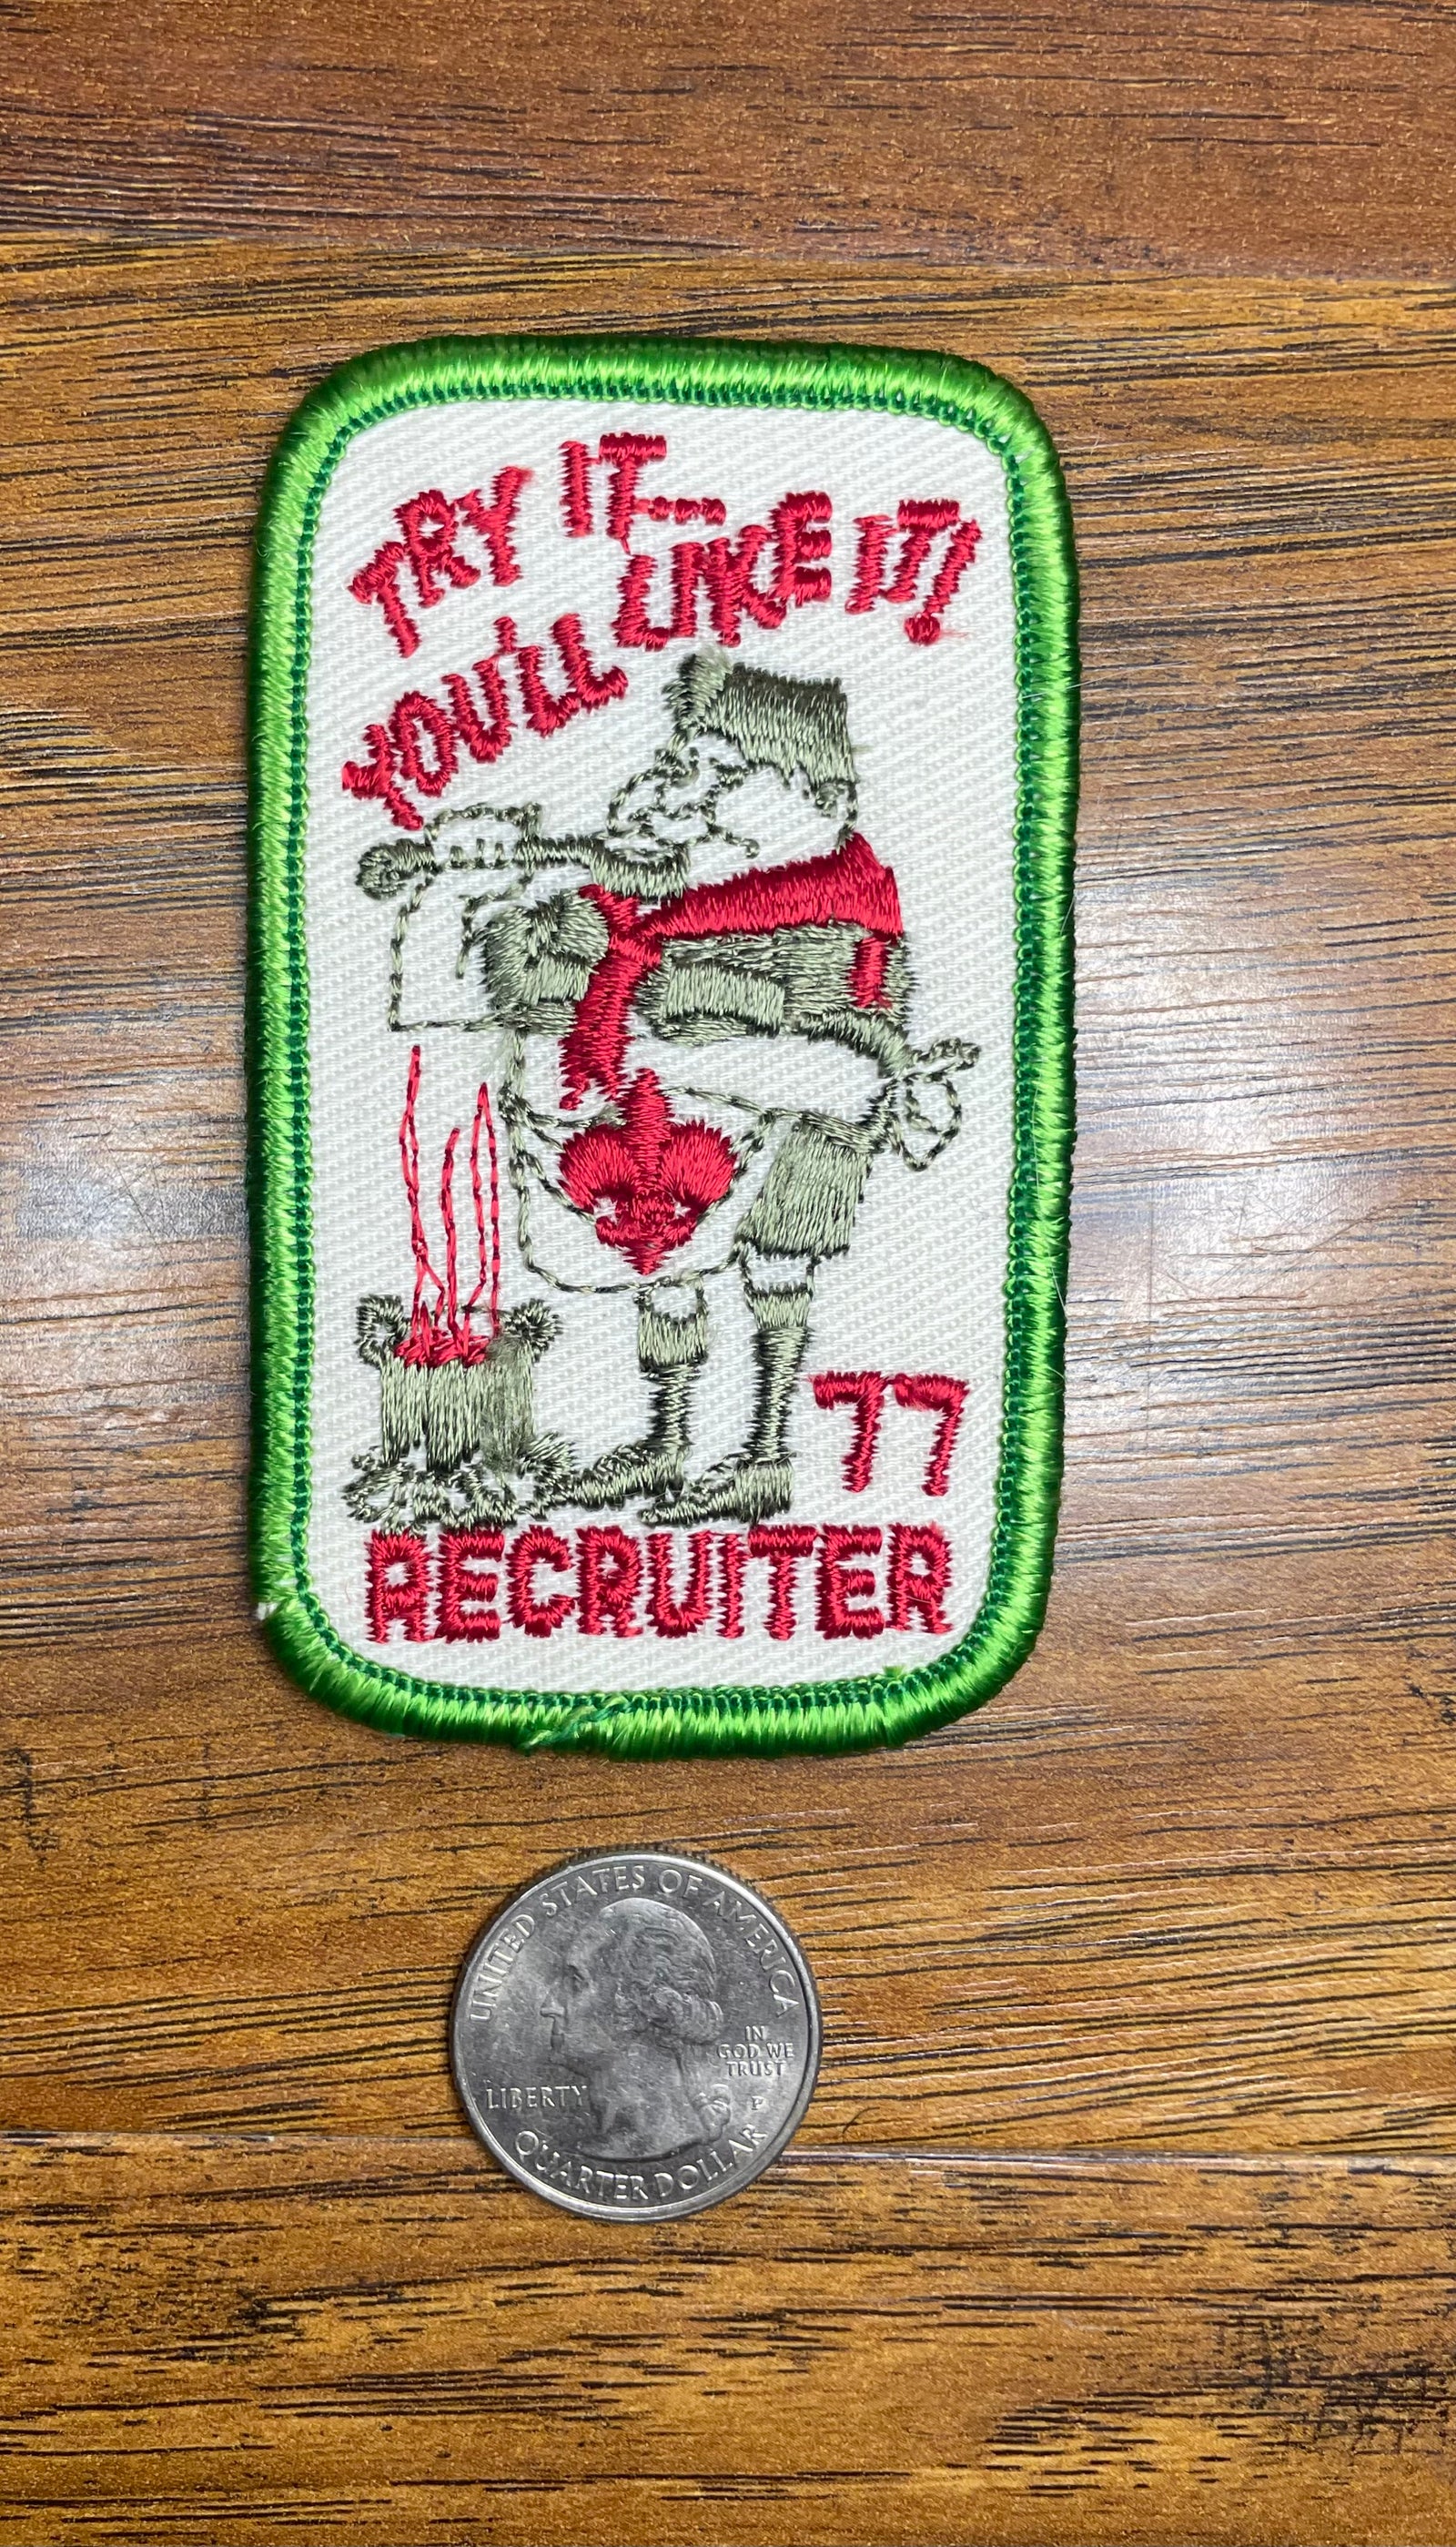 TRY IT--
YOU'LL LIKE IT!
77
RECRUITER
UNITED STATES OF AMERICA
IN
GOD WE
TRUST
LIBERTY
P
QUARTER DOLLAR